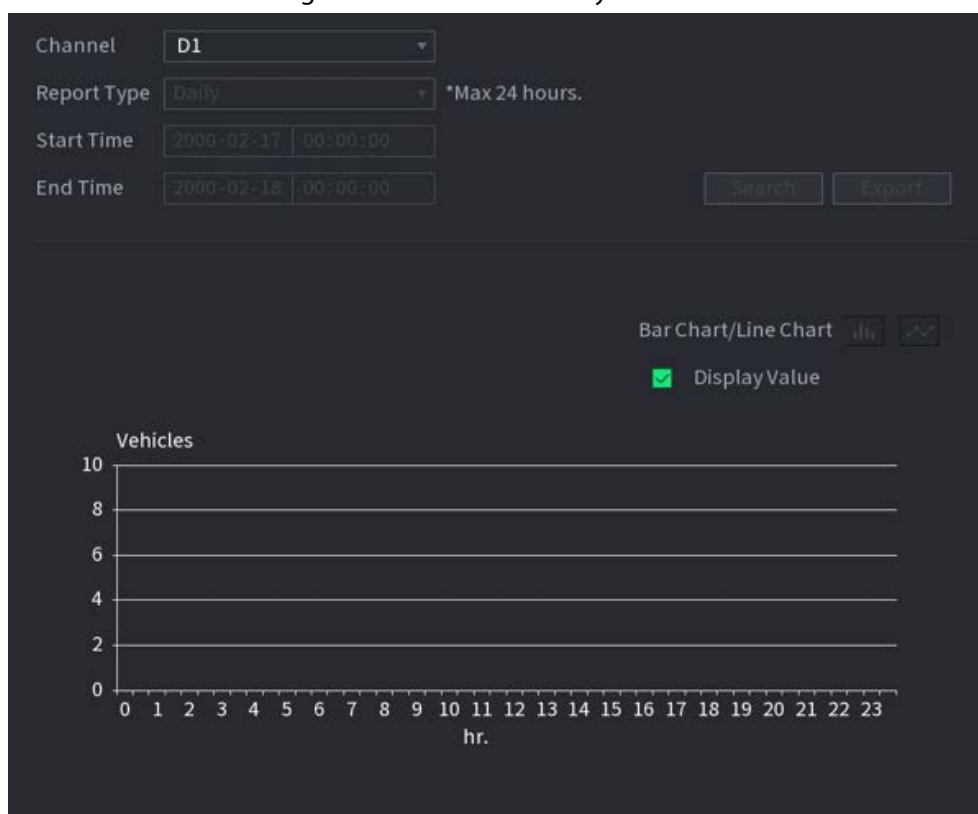 Channel D1
Report Type Daily *Max 24 hours.
Start Time 2000-02-17 00:00:00
End Time 2000-02-18 00:00:00 Search Export
Bar Chart/Line Chart
Display Value
Vehicles
10
8
6
4
2
0
0 1 2 3 4 5 6 7 8 9 10 11 12 13 14 15 16 17 18 19 20 21 22 23
hr.